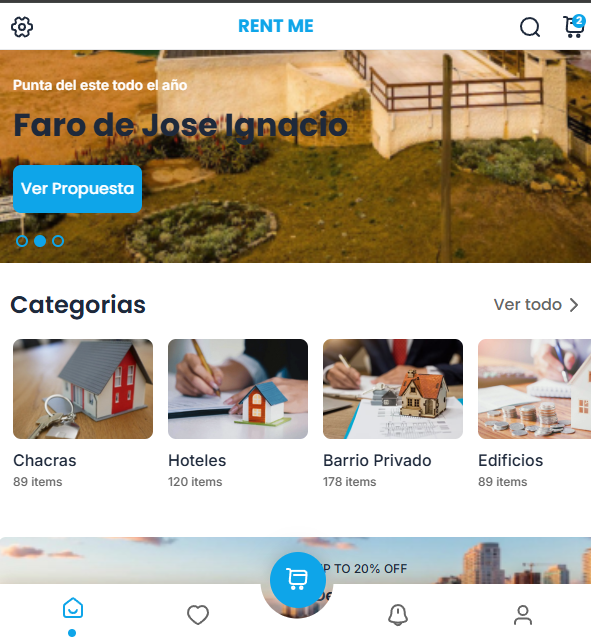 RENT ME
2
Punta del este todo el año
Faro de Jose Ignacio
Ver Propuesta
Categorias
Ver todo
Chacras
Hoteles
Barrio Privado
Edificios
89 items
120 items
178 items
89 items
P TO 20% OFF